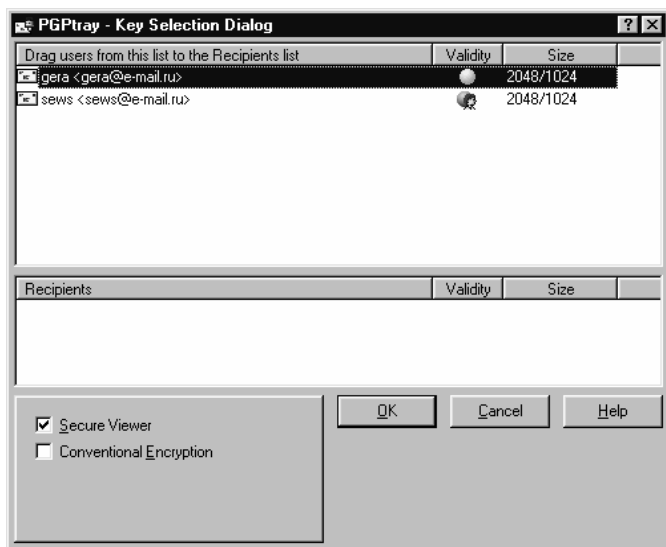 PGPtray - Key Selection Dialog
Drag users from this list to the Recipients list Validity Size
gera <gera@e-mail.ru> 2048/1024
sews <sews@e-mail.ru> 2048/1024
Recipients Validity Size
OK Cancel Help
Secure Viewer
Conventional Encryption